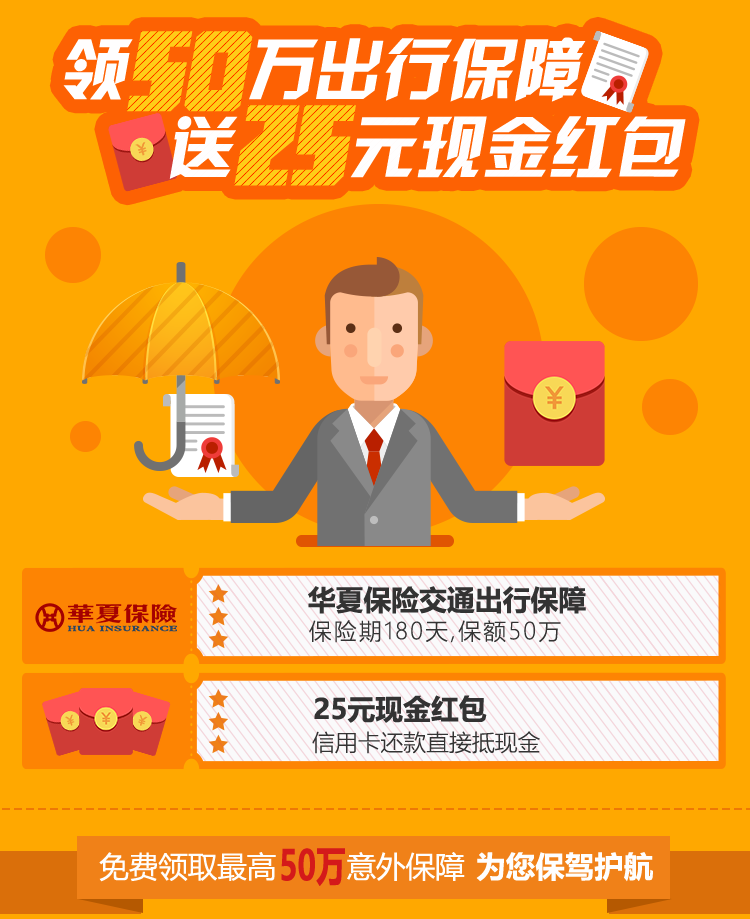 领50万出行保障
送25元现金红包
華夏保險
HUA INSURANCE
华夏保险交通出行保障
保险期180天,保额50万
25元现金红包
信用卡还款直接抵现金
免费领取最高50万意外保障 为您保驾护航